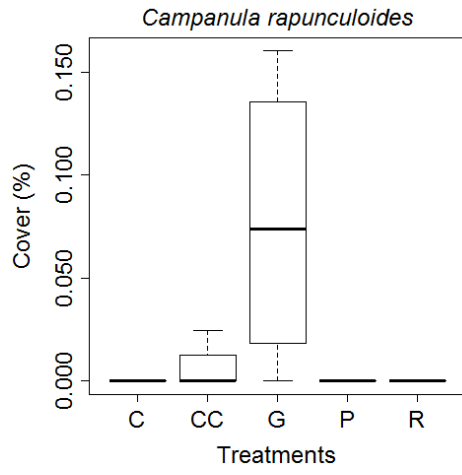 Campanula rapunculoides
0.150
0.100
0.050
0.000
Cover (%)
C CC G P R
Treatments